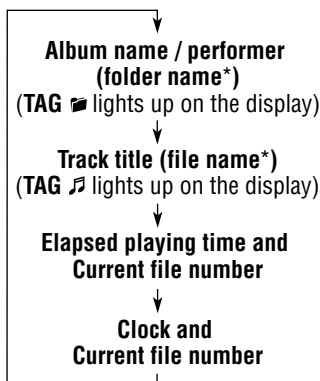 Album name / performer
(folder name*)
(TAG lights up on the display)
Track title (file name*)
(TAG ♫ lights up on the display)
Elapsed playing time and
Current file number
Clock and
Current file number